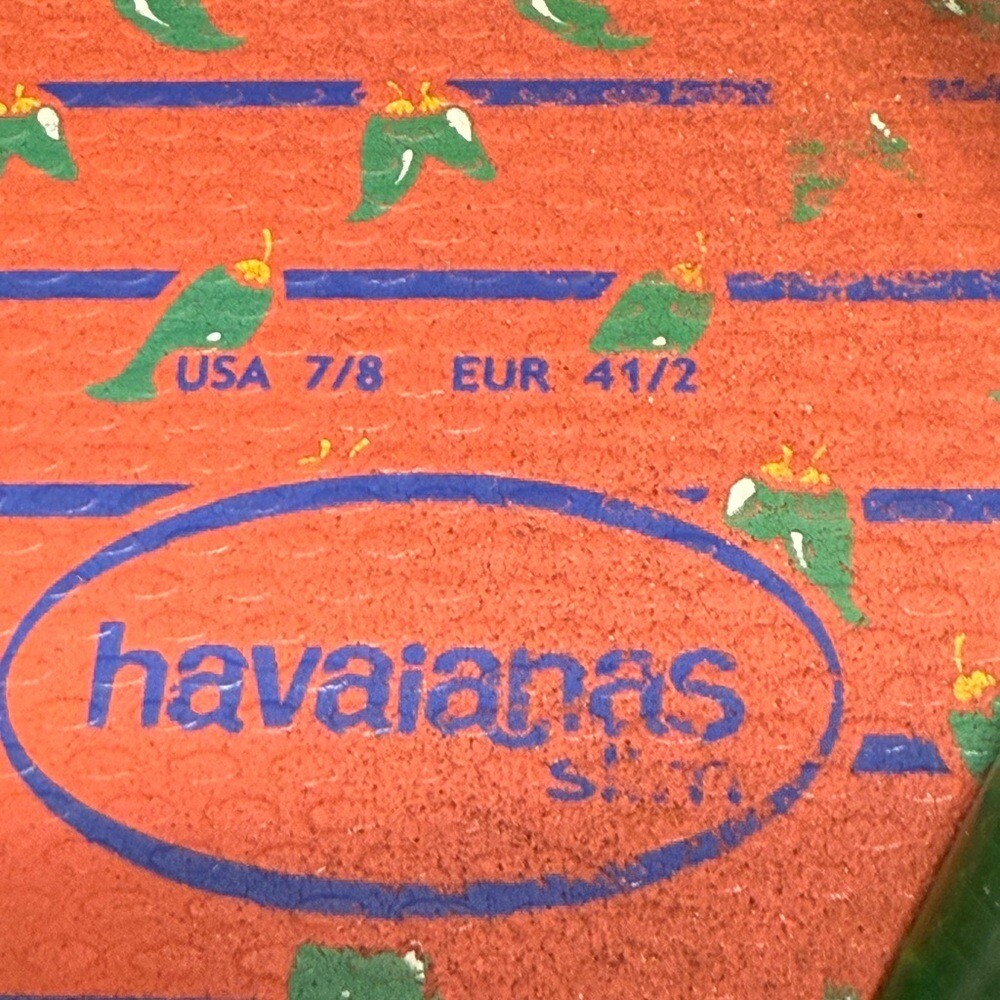 USA 7/8 EUR 41/2
havaianas
slim